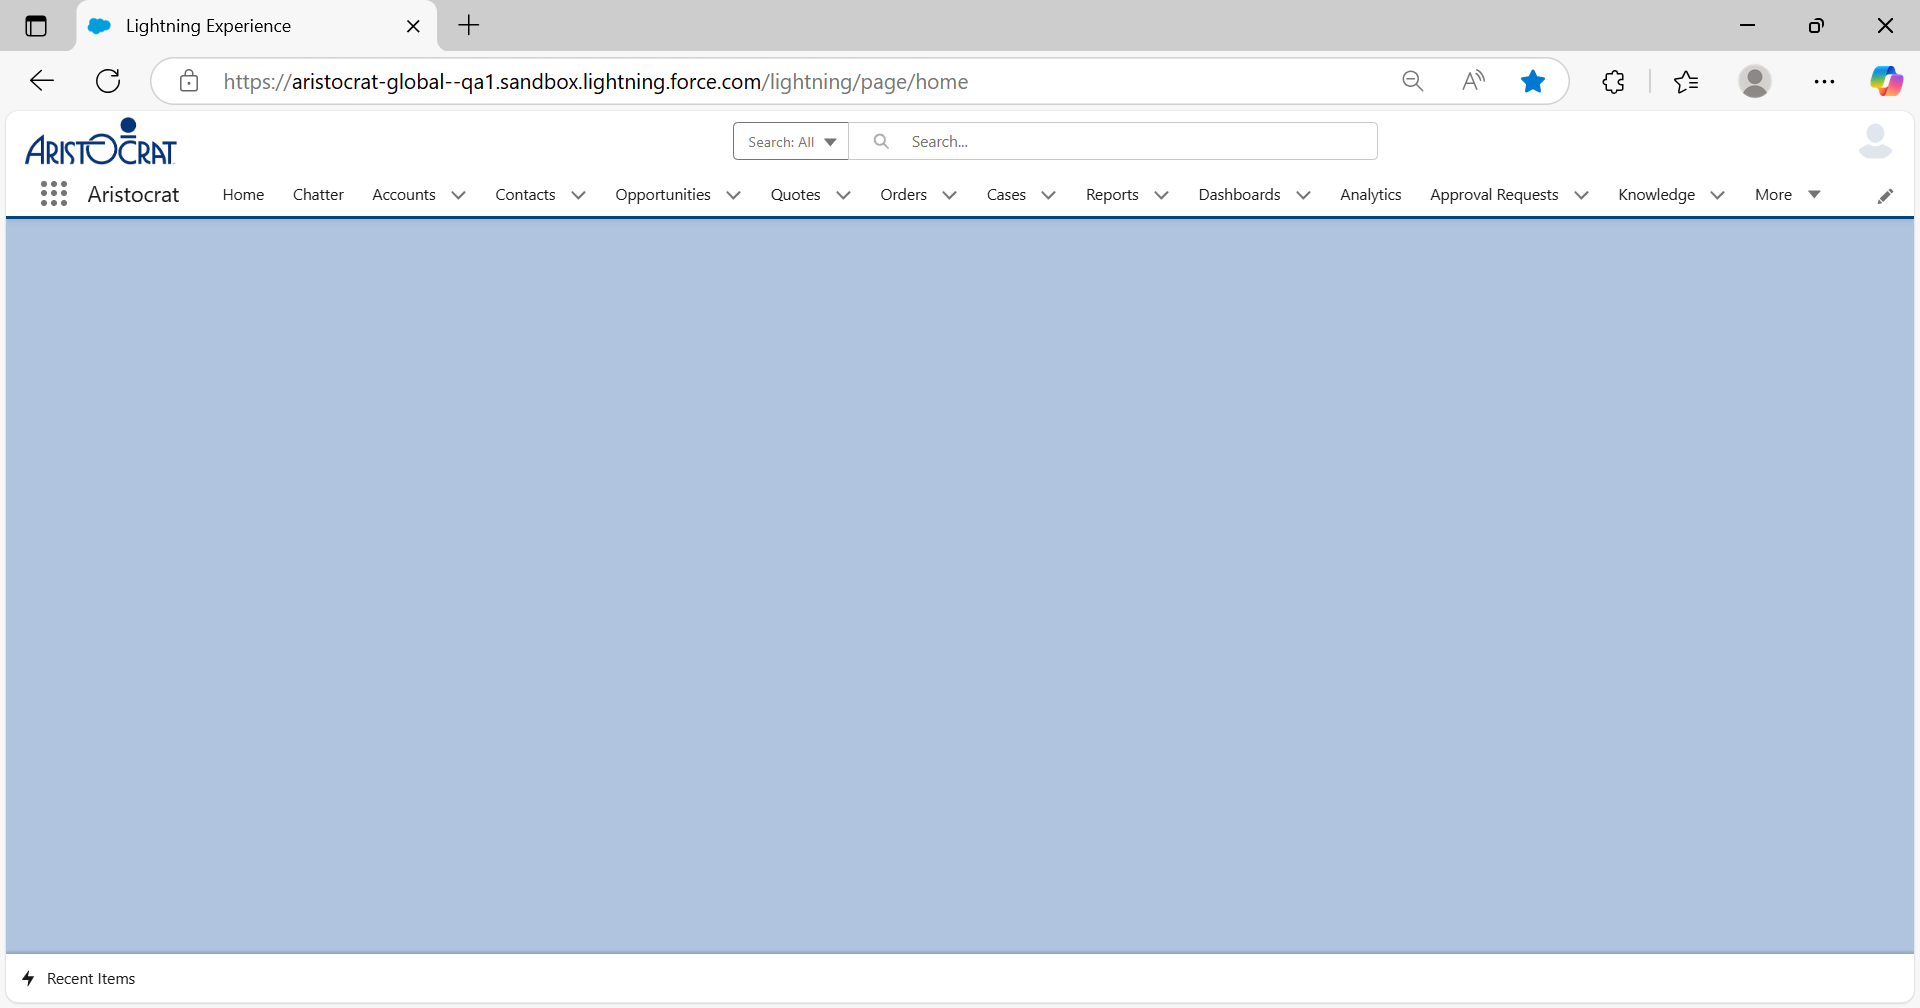 Lightning Experience
https://aristocrat-global--qa1.sandbox.lightning.force.com/lightning/page/home
ARISTOCRAT
Search: All Search...
Aristocrat Home Chatter Accounts Contacts Opportunities Quotes Orders Cases Reports Dashboards Analytics Approval Requests Knowledge More
Recent Items